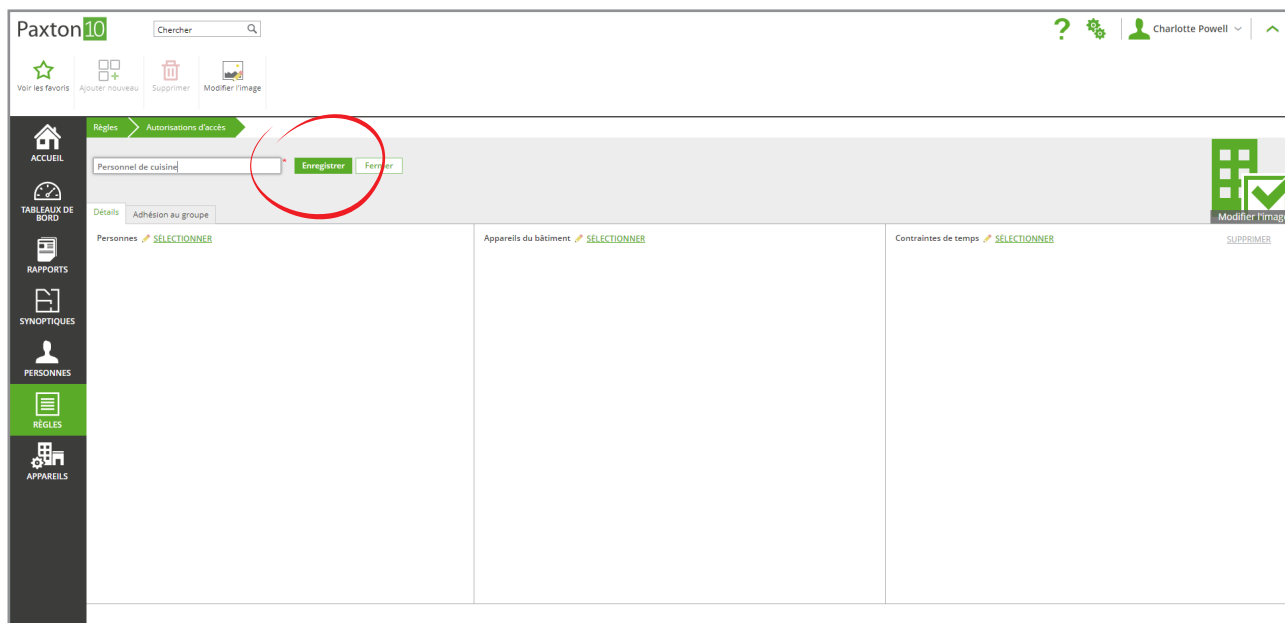 Paxton10
Chercher
? Charlotte Powell
Voir les favoris Ajouter nouveau Supprimer Modifier l'image
Règles Autorisations d'accès
Personnel de cuisine * Enregistrer Fermer
Modifier l'image
Détails Adhésion au groupe
Personnes SÉLECTIONNER
Appareils du bâtiment SÉLECTIONNER
Contraintes de temps SÉLECTIONNER SUPPRIMER
ACCUEIL
TABLEAUX DE
BORD
RAPPORTS
SYNOPTIQUES
PERSONNES
RÈGLES
APPAREILS